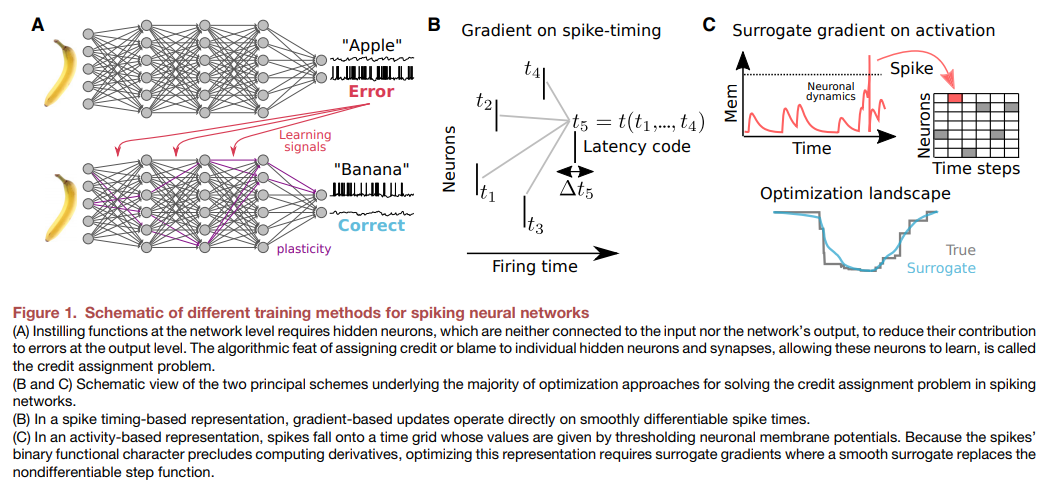 A
"Apple"
Error
Learning
signals
"Banana"
Correct
plasticity
B
Gradient on spike-timing
Neurons
t4
t2
t5 = t(t1,..., t4)
Latency code
Δt5
t1
t3
Firing time
C
Surrogate gradient on activation
Mem
Neuronal
dynamics
Spike
Time
Neurons
Time steps
Optimization landscape
True
Surrogate
Figure 1. Schematic of different training methods for spiking neural networks
(A) Instilling functions at the network level requires hidden neurons, which are neither connected to the input nor the network's output, to reduce their contribution
to errors at the output level. The algorithmic feat of assigning credit or blame to individual hidden neurons and synapses, allowing these neurons to learn, is called
the credit assignment problem.
(B and C) Schematic view of the two principal schemes underlying the majority of optimization approaches for solving the credit assignment problem in spiking
networks.
(B) In a spike timing-based representation, gradient-based updates operate directly on smoothly differentiable spike times.
(C) In an activity-based representation, spikes fall onto a time grid whose values are given by thresholding neuronal membrane potentials. Because the spikes'
binary functional character precludes computing derivatives, optimizing this representation requires surrogate gradients where a smooth surrogate replaces the
nondifferentiable step function.